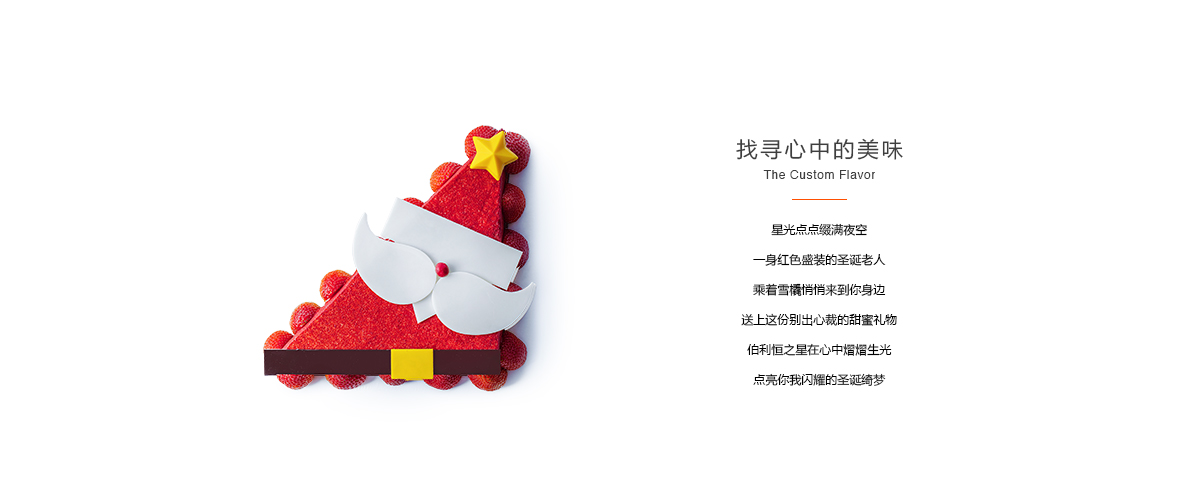 找寻心中的美味
The Custom Flavor
星光点点缀满夜空
一身红色盛装的圣诞老人
乘着雪橇悄悄来到你身边
送上这份别出心裁的甜蜜礼物
伯利恒之星在心中熠熠生光
点亮你我闪耀的圣诞绮梦